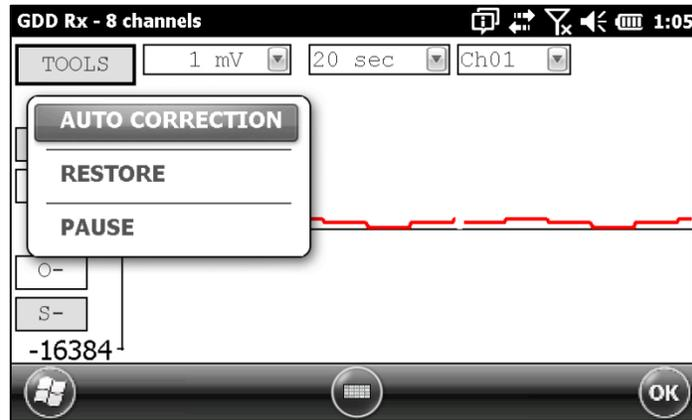 GDD Rx - 8 channels 1:05
TOOLS 1 mV 20 sec Ch01
AUTO CORRECTION
RESTORE
PAUSE
O-
S-
-16384
OK